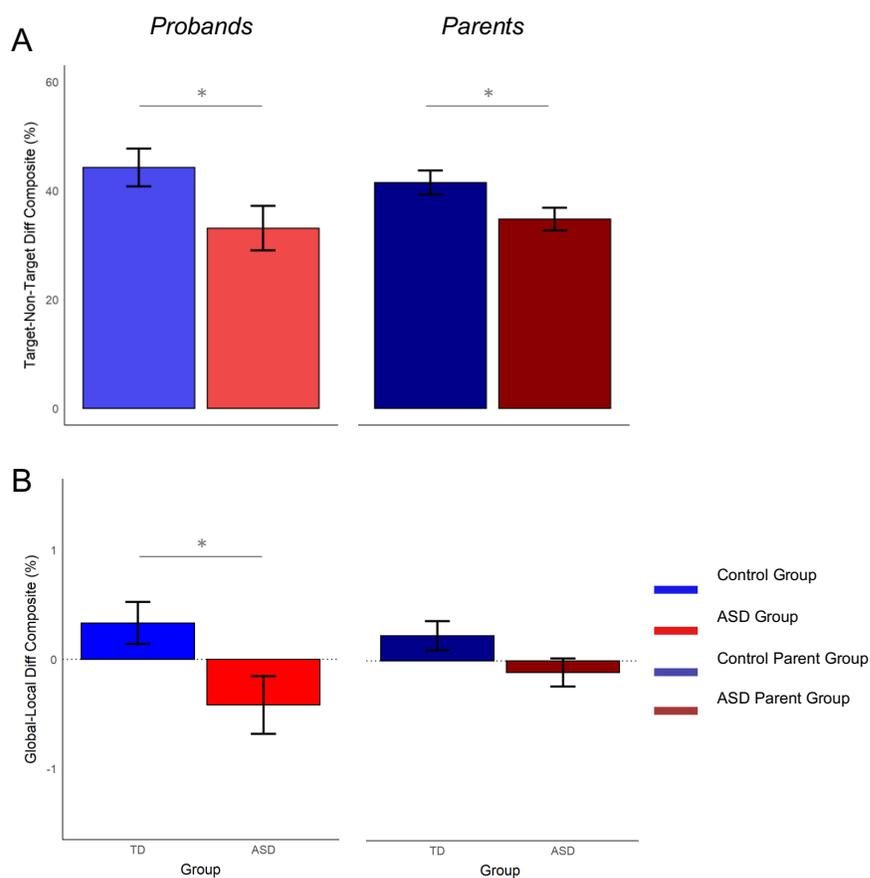 Probands
Parents
A
60
*
*
Target-Non-Target Diff Composite (%)
40
20
0
B
1
*
Global-Local Diff Composite (%)
0
-1
Control Group
ASD Group
Control Parent Group
ASD Parent Group
TD
ASD
TD
ASD
Group
Group